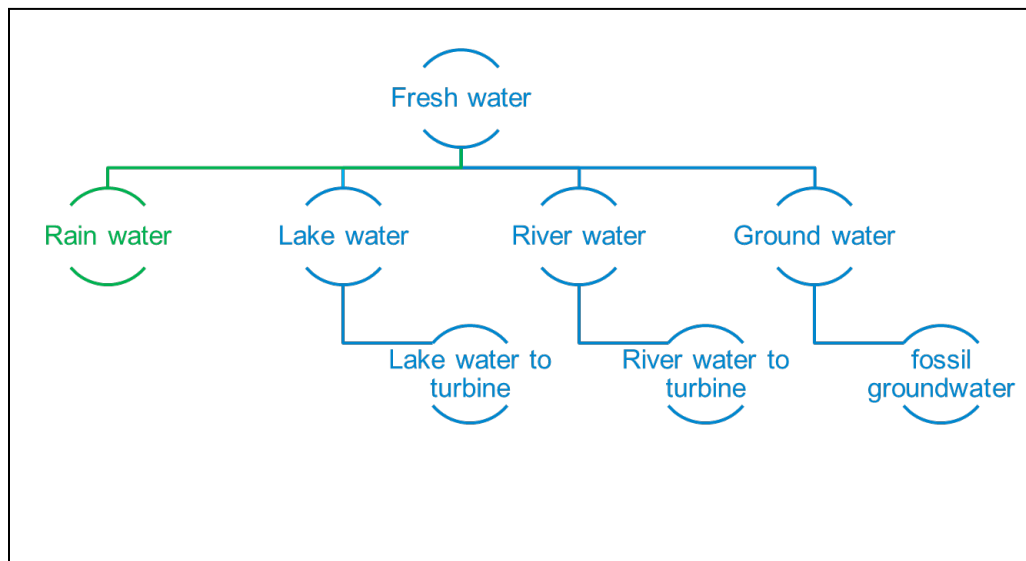 Fresh water
Rain water
Lake water
River water
Ground water
Lake water to
turbine
River water to
turbine
fossil
groundwater